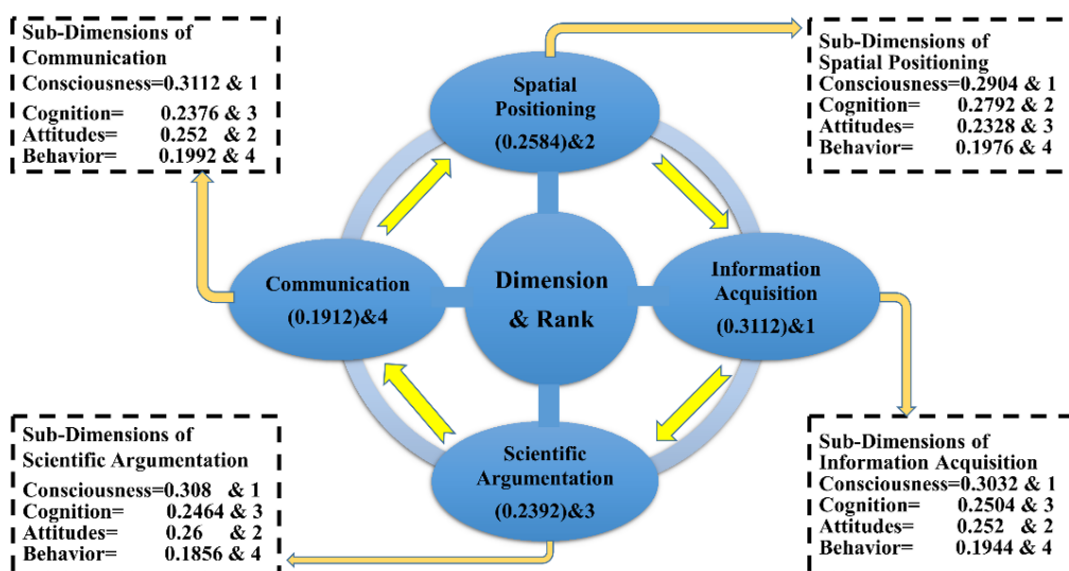 Sub-Dimensions of
Communication
Consciousness=0.3112 & 1
Cognition= 0.2376 & 3
Attitudes= 0.252 & 2
Behavior= 0.1992 & 4
Spatial
Positioning
(0.2584)&2
Sub-Dimensions of
Spatial Positioning
Consciousness=0.2904 & 1
Cognition= 0.2792 & 2
Attitudes= 0.2328 & 3
Behavior= 0.1976 & 4
Communication
(0.1912)&4
Dimension
& Rank
Information
Acquisition
(0.3112)&1
Sub-Dimensions of
Scientific Argumentation
Consciousness=0.308 & 1
Cognition= 0.2464 & 3
Attitudes= 0.26 & 2
Behavior= 0.1856 & 4
Scientific
Argumentation
(0.2392)&3
Sub-Dimensions of
Information Acquisition
Consciousness=0.3032 & 1
Cognition= 0.2504 & 3
Attitudes= 0.252 & 2
Behavior= 0.1944 & 4